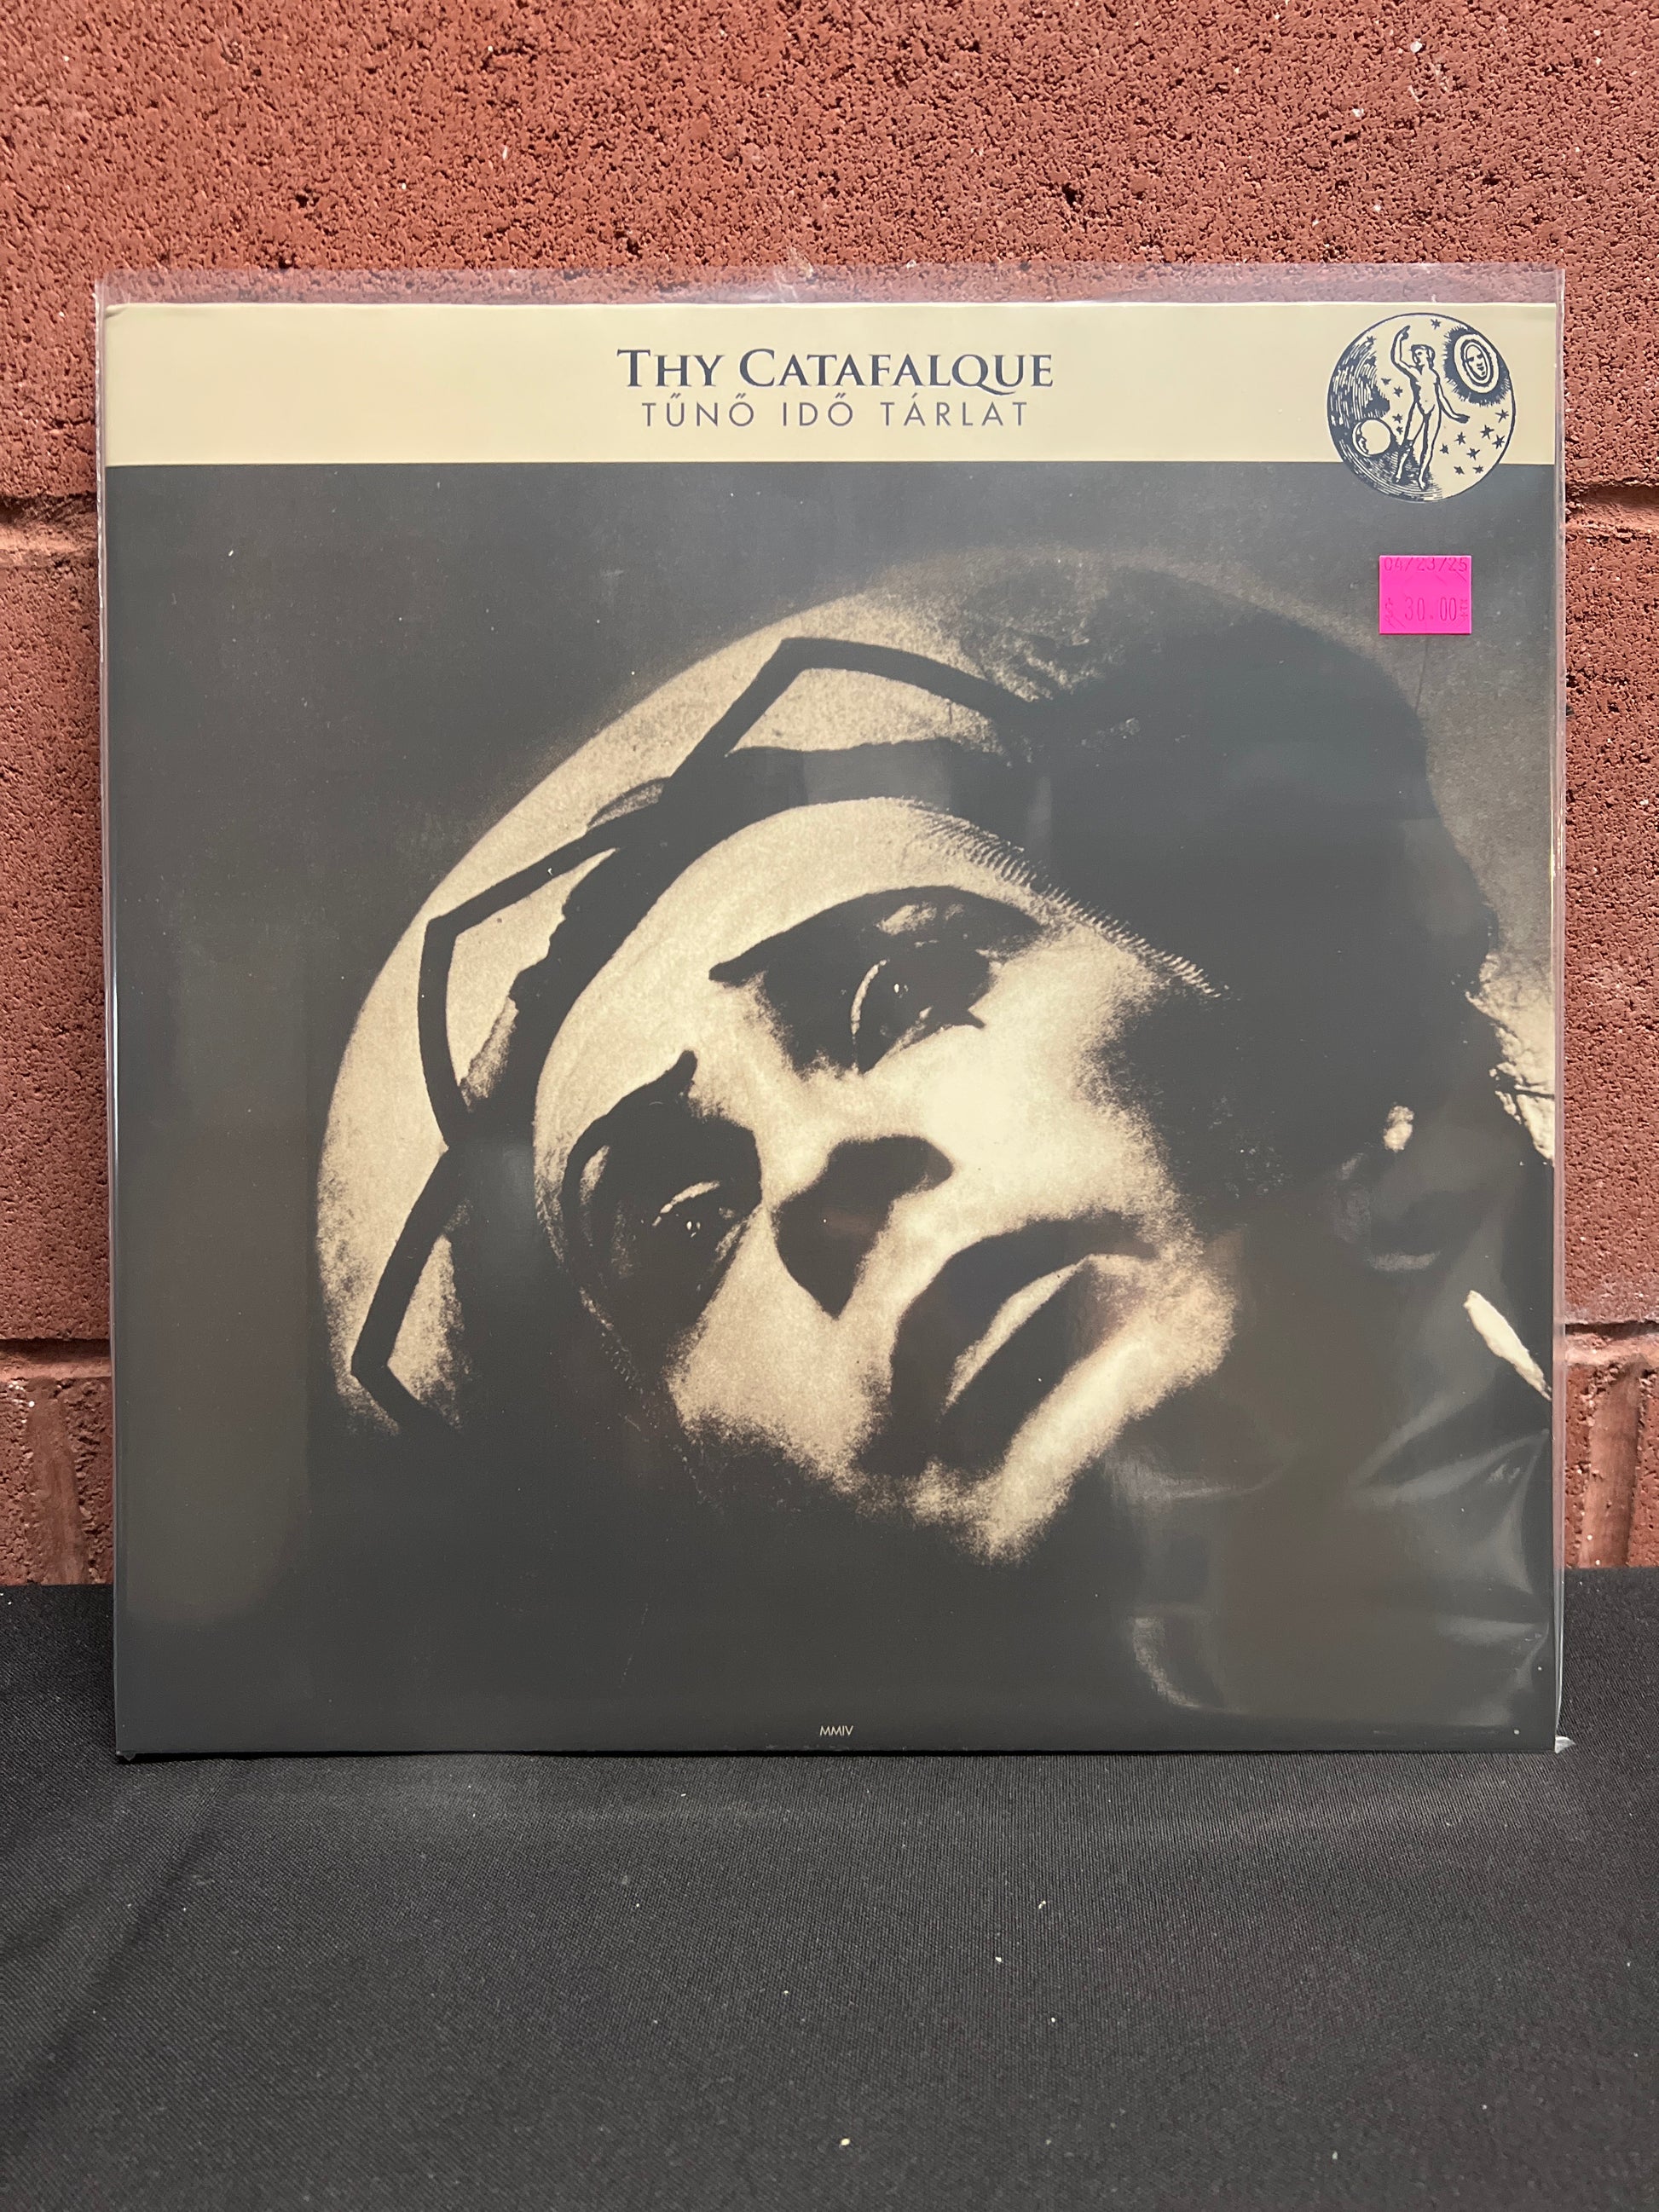 THY CATAFALQUE
TŰNŐ IDŐ TÁRLAT
04/23/25
$ 30.00
MMIV